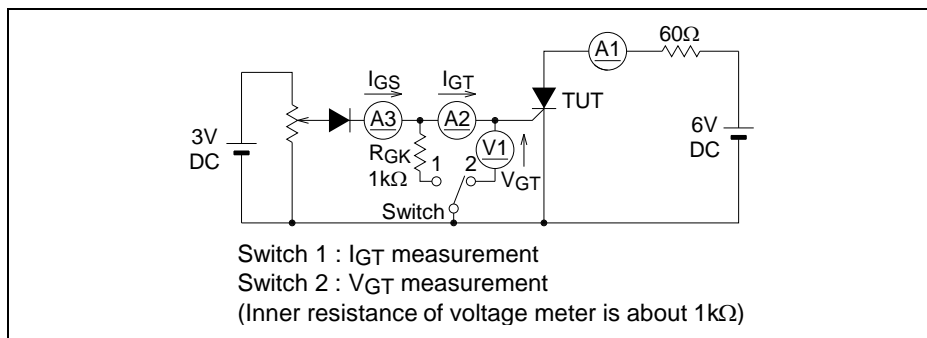 A1
60Ω
IGS
IGT
TUT
A3
A2
3V
DC
RGK
1kΩ
1
2
V1
VGT
6V
DC
Switch
Switch 1 : IGT measurement
Switch 2 : VGT measurement
(Inner resistance of voltage meter is about 1kΩ)